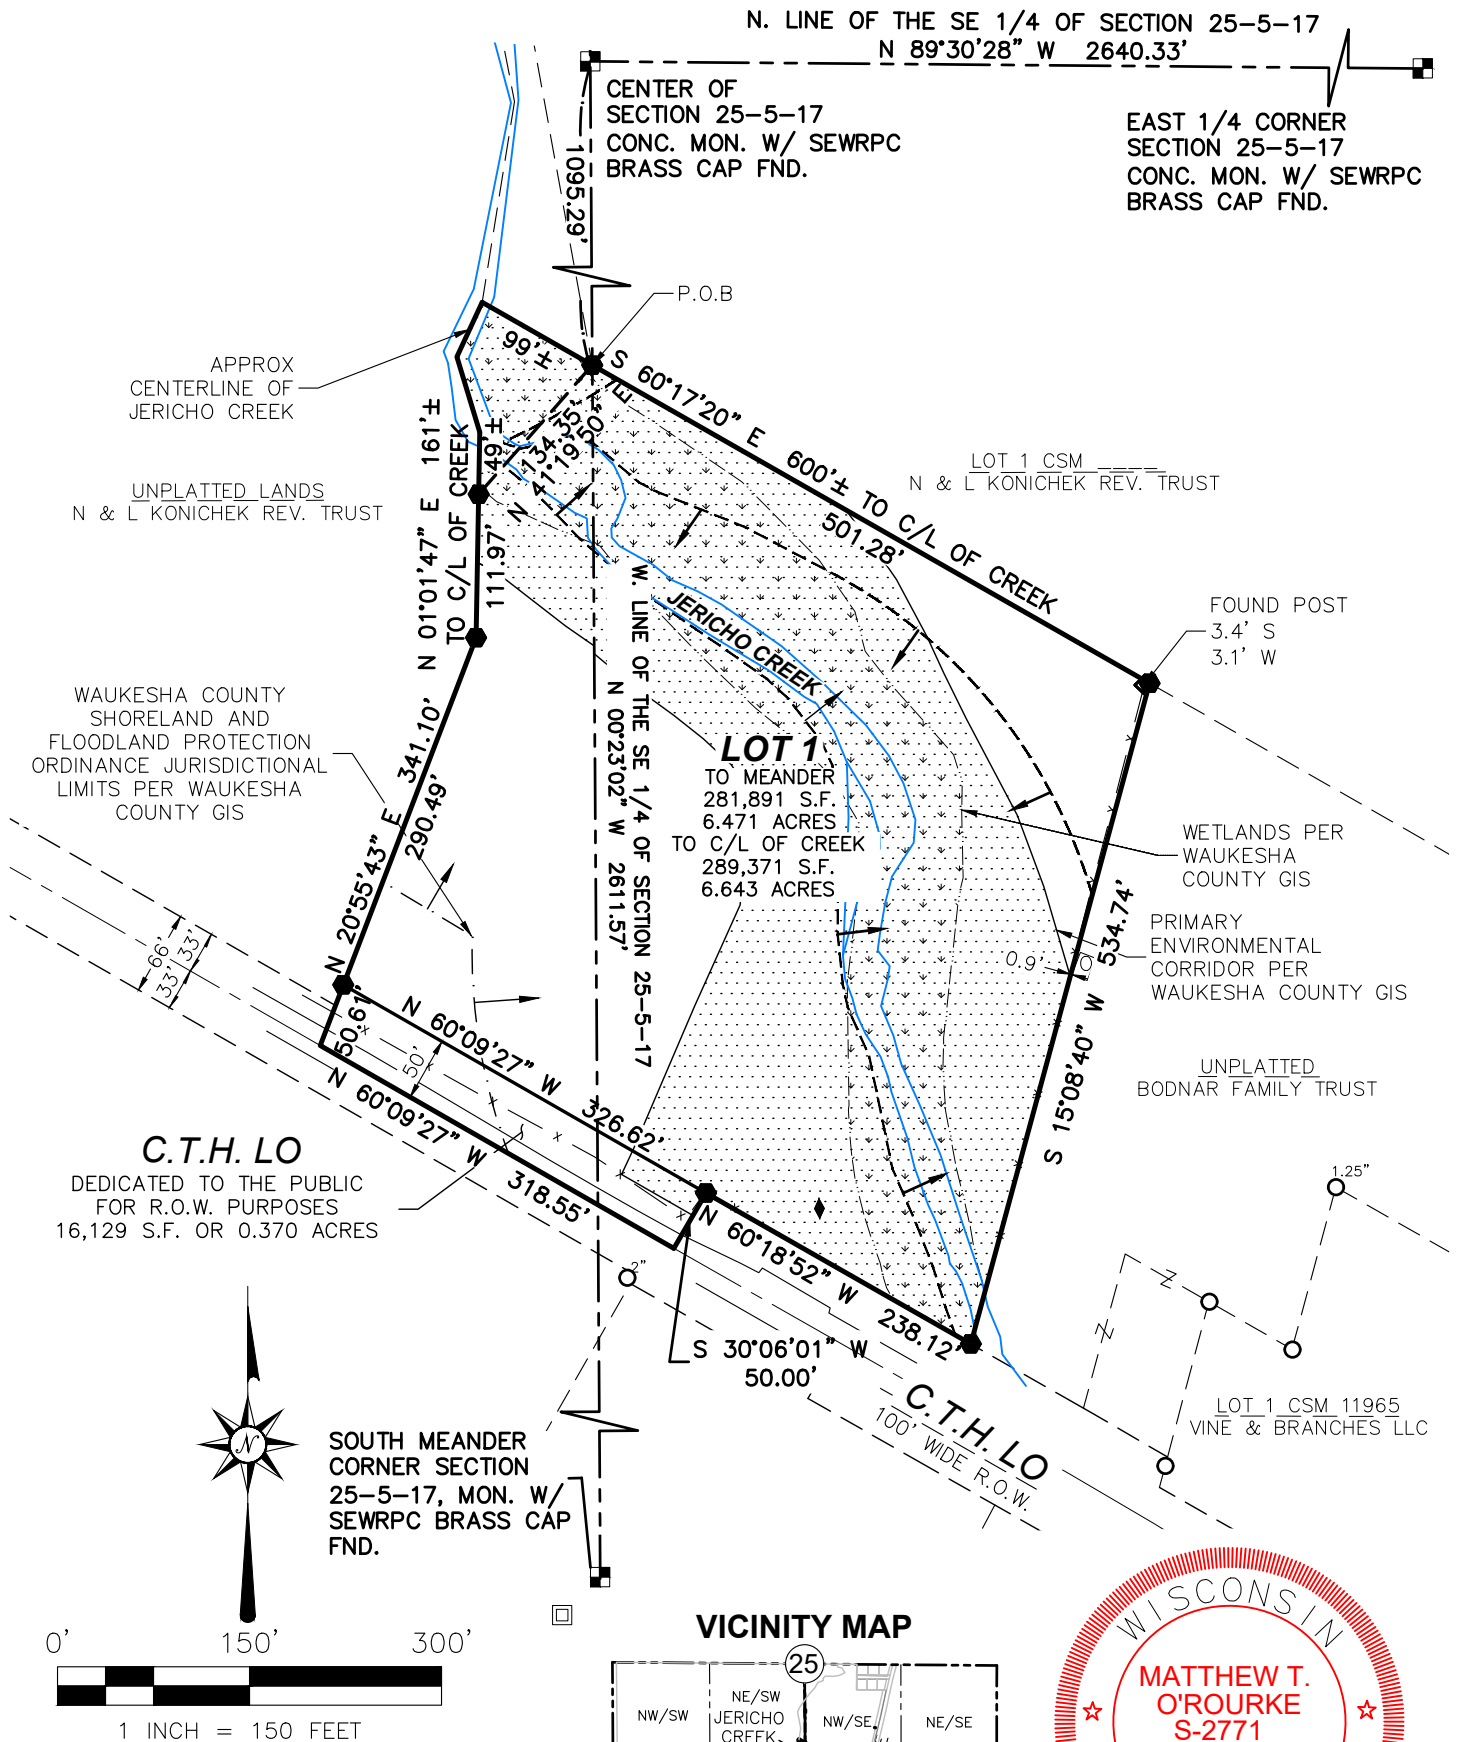 N. LINE OF THE SE 1/4 OF SECTION 25-5-17
N 89°30'28" W 2640.33'
CENTER OF
SECTION 25-5-17
CONC. MON. W/ SEWRPC
BRASS CAP FND.
EAST 1/4 CORNER
SECTION 25-5-17
CONC. MON. W/ SEWRPC
BRASS CAP FND.
1095.29'
P.O.B
APPROX
CENTERLINE OF
JERICHO CREEK
99'±
S 60°17'20" E 600'± TO C/L OF CREEK
501.28'
134.35'
N 41°19'50" E
49'±
N 01°01'47" E 161'±
TO C/L OF CREEK
111.97'
UNPLATTED LANDS
N & L KONICHEK REV. TRUST
LOT 1 CSM ____
N & L KONICHEK REV. TRUST
FOUND POST
3.4' S
3.1' W
JERICHO CREEK
W. LINE OF THE SE 1/4 OF SECTION 25-5-17
N 00°23'02" W 2611.57'
WAUKESHA COUNTY
SHORELAND AND
FLOODLAND PROTECTION
ORDINANCE JURISDICTIONAL
LIMITS PER WAUKESHA
COUNTY GIS
LOT 1
TO MEANDER
281,891 S.F.
6.471 ACRES
TO C/L OF CREEK
289,371 S.F.
6.643 ACRES
N 20°55'43" E 341.10'
290.49'
WETLANDS PER
WAUKESHA
COUNTY GIS
PRIMARY
ENVIRONMENTAL
CORRIDOR PER
WAUKESHA COUNTY GIS
0.9'
S 15°08'40" W 534.74'
66'
33'
33'
50.61'
N 60°09'27" W 326.62'
50'
N 60°09'27" W 318.55'
UNPLATTED
BODNAR FAMILY TRUST
C.T.H. LO
DEDICATED TO THE PUBLIC
FOR R.O.W. PURPOSES
16,129 S.F. OR 0.370 ACRES
1.25"
2"
N 60°18'52" W 238.12'
S 30°06'01" W
50.00'
Z
Z
C.T.H. LO
100' WIDE R.O.W.
LOT 1 CSM 11965
VINE & BRANCHES LLC
N
SOUTH MEANDER
CORNER SECTION
25-5-17, MON. W/
SEWRPC BRASS CAP
FND.
0' 150' 300'
1 INCH = 150 FEET
VICINITY MAP
25
NW/SW
NE/SW
JERICHO
CREEK
NW/SE
NE/SE
WISCONSIN
MATTHEW T.
O'ROURKE
S-2771